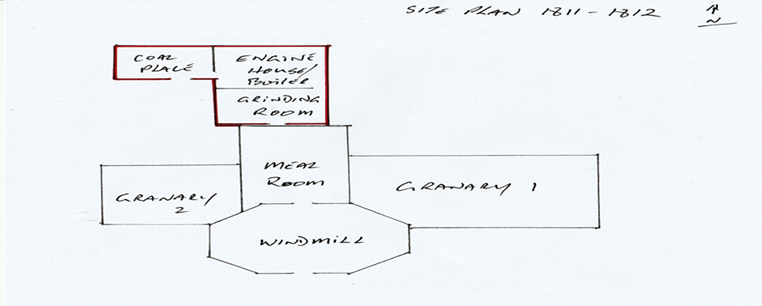 SITE PLAN 1811-1812
N
COAL
PLACE
ENGINE
HOUSE/
BOILER
GRINDING
ROOM
MEAL
ROOM
GRANARY 1
GRANARY
2
WINDMILL